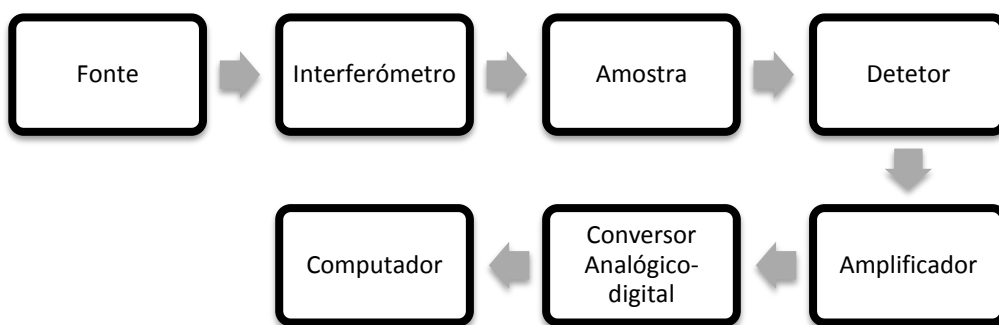 Fonte
Interferómetro
Amostra
Detetor
Amplificador
Conversor
Analógico-
digital
Computador